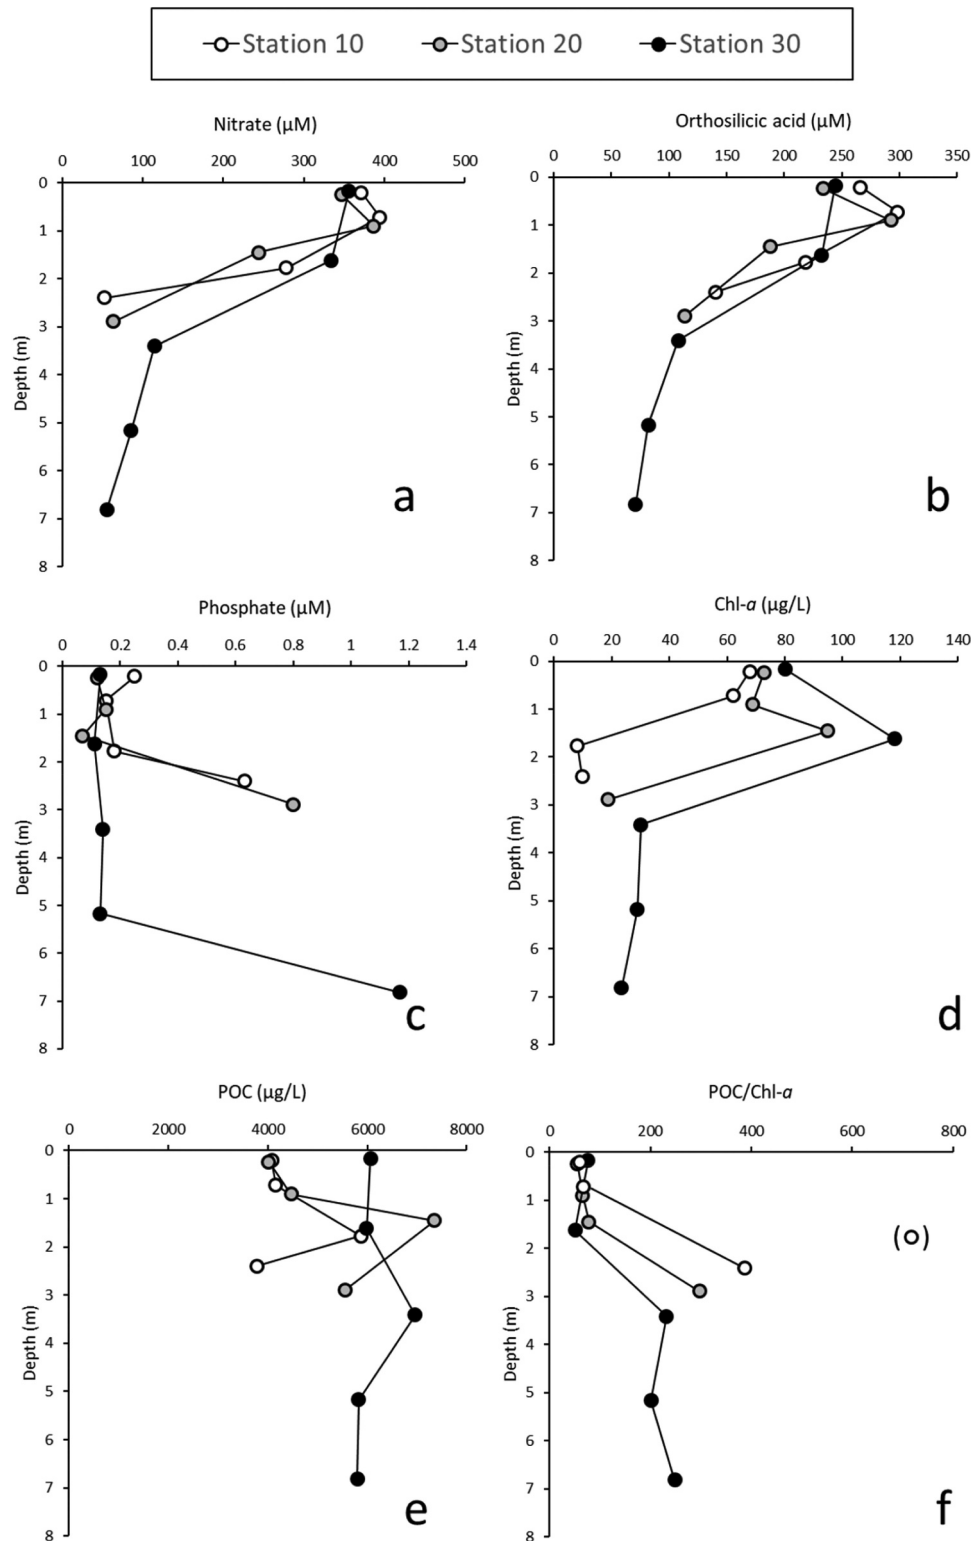 Station 10 Station 20 Station 30
Nitrate (µM)
0 100 200 300 400 500
0
1
2
3
4
5
6
7
8
Depth (m)
a
Orthosilicic acid (µM)
0 50 100 150 200 250 300 350
0
1
2
3
4
5
6
7
8
Depth (m)
b
Phosphate (µM)
0 0.2 0.4 0.6 0.8 1 1.2 1.4
0
1
2
3
4
5
6
7
8
Depth (m)
c
Chl-a (µg/L)
0 20 40 60 80 100 120 140
0
1
2
3
4
5
6
7
8
Depth (m)
d
POC (µg/L)
0 2000 4000 6000 8000
0
1
2
3
4
5
6
7
8
Depth (m)
e
POC/Chl-a
0 200 400 600 800
0
1
2
3
4
5
6
7
8
Depth (m)
( )
f